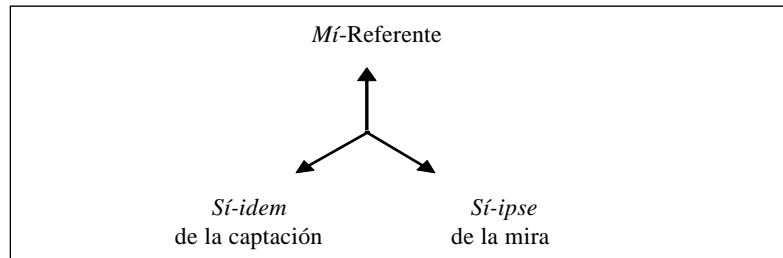 Mí-Referente
Sí-idem
de la captación
Sí-ipse
de la mira